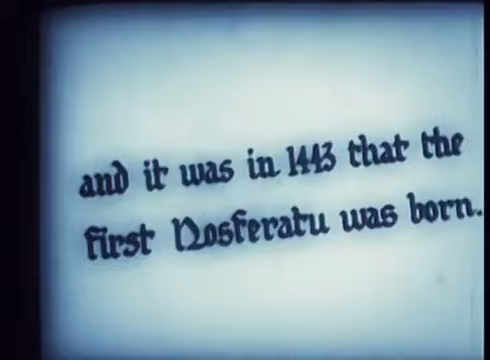 and it was in 1443 that the
first Nosferatu was born.